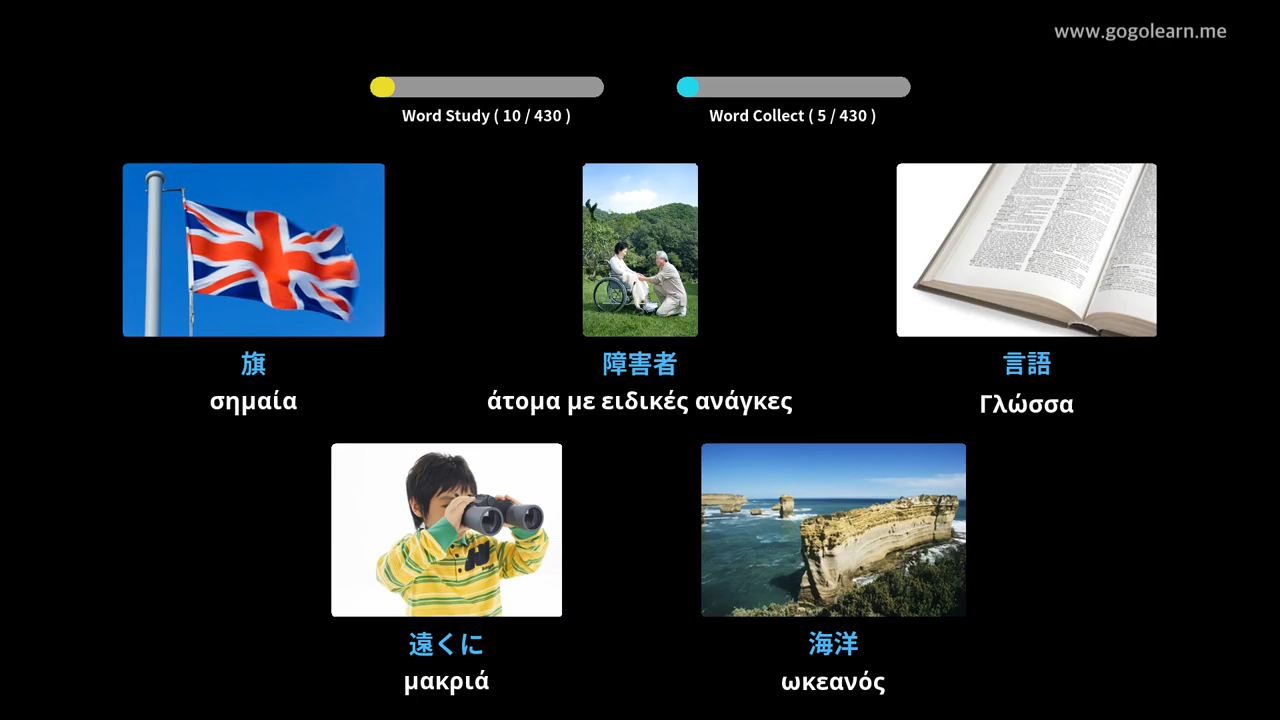 www.gogolearn.me
Word Study ( 10 / 430 )
Word Collect ( 5 / 430 )
旗
σημαία
障害者
άτομα με ειδικές ανάγκες
言語
Γλώσσα
遠くに
μακριά
海洋
ωκεανός